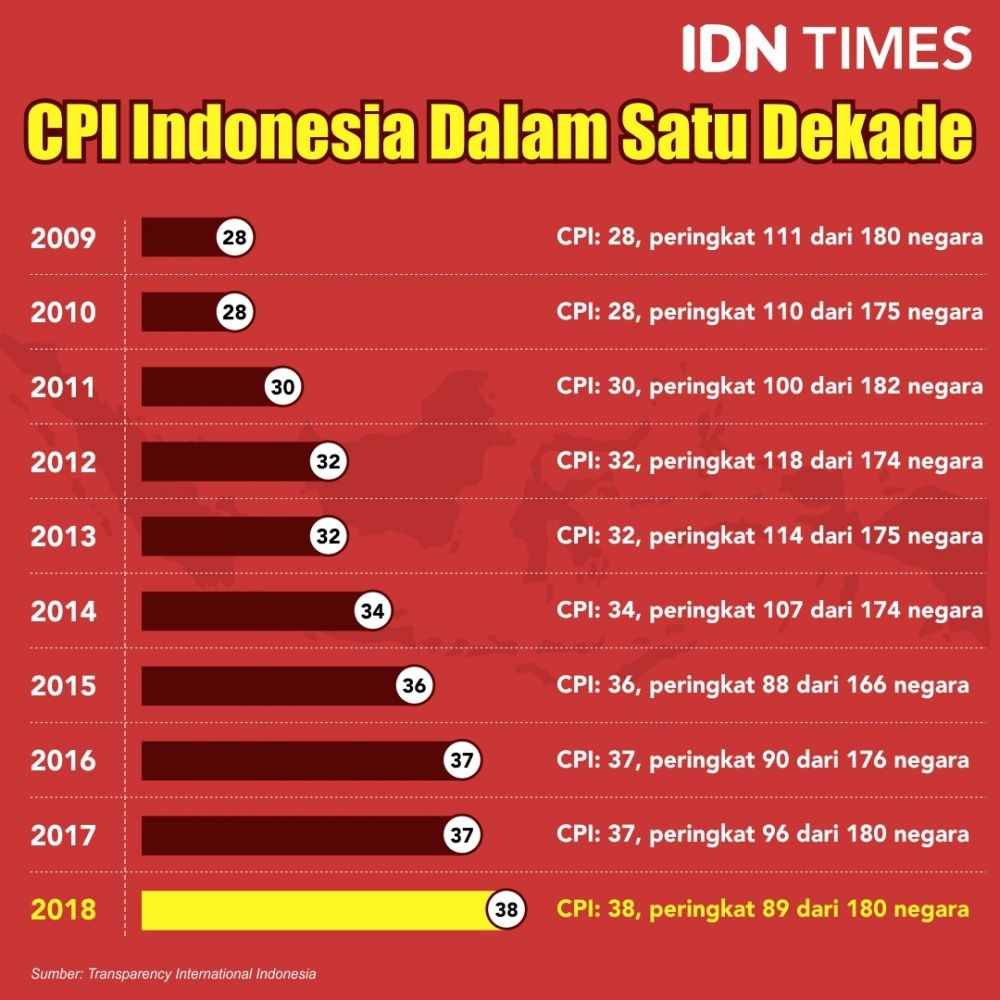 IDN TIMES
CPI Indonesia Dalam Satu Dekade
2009 28 CPI: 28, peringkat 111 dari 180 negara
2010 28 CPI: 28, peringkat 110 dari 175 negara
2011 30 CPI: 30, peringkat 100 dari 182 negara
2012 32 CPI: 32, peringkat 118 dari 174 negara
2013 32 CPI: 32, peringkat 114 dari 175 negara
2014 34 CPI: 34, peringkat 107 dari 174 negara
2015 36 CPI: 36, peringkat 88 dari 166 negara
2016 37 CPI: 37, peringkat 90 dari 176 negara
2017 37 CPI: 37, peringkat 96 dari 180 negara
2018 38 CPI: 38, peringkat 89 dari 180 negara
Sumber: Transparency International Indonesia